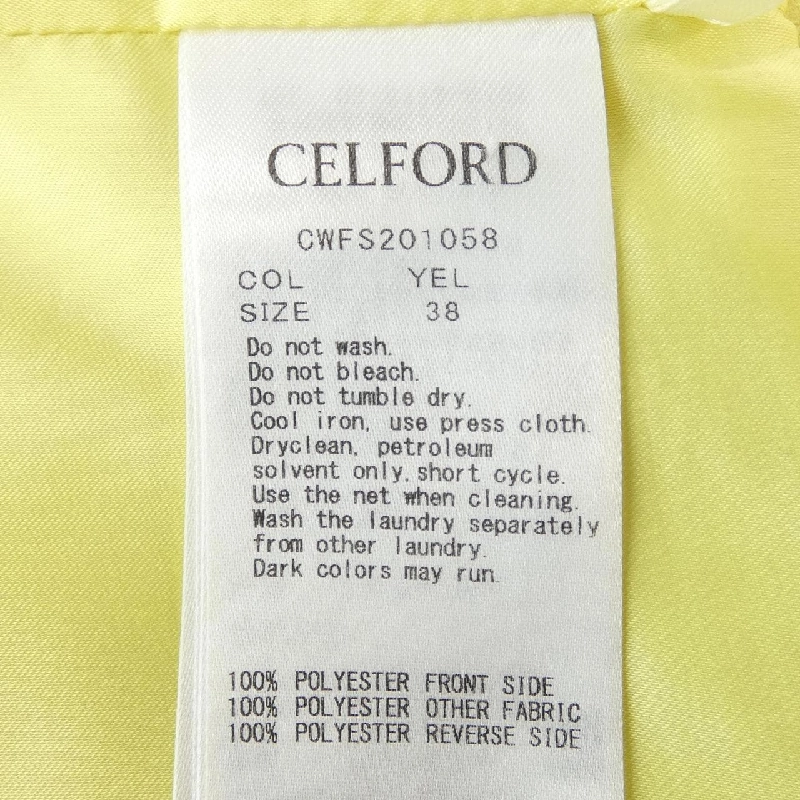 CELFORD
CWFS201058
COL YEL
SIZE 38
Do not wash.
Do not bleach.
Do not tumble dry.
Cool iron, use press cloth.
Dryclean, petroleum
solvent only, short cycle.
Use the net when cleaning.
Wash the laundry separately
from other laundry.
Dark colors may run.
100% POLYESTER FRONT SIDE
100% POLYESTER OTHER FABRIC
100% POLYESTER REVERSE SIDE